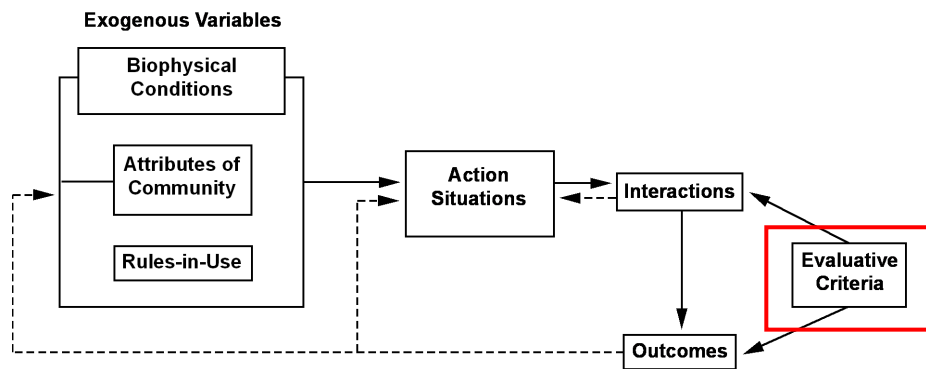 Exogenous Variables
Biophysical
Conditions
Attributes of
Community
Rules-in-Use
Action
Situations
Interactions
Evaluative
Criteria
Outcomes